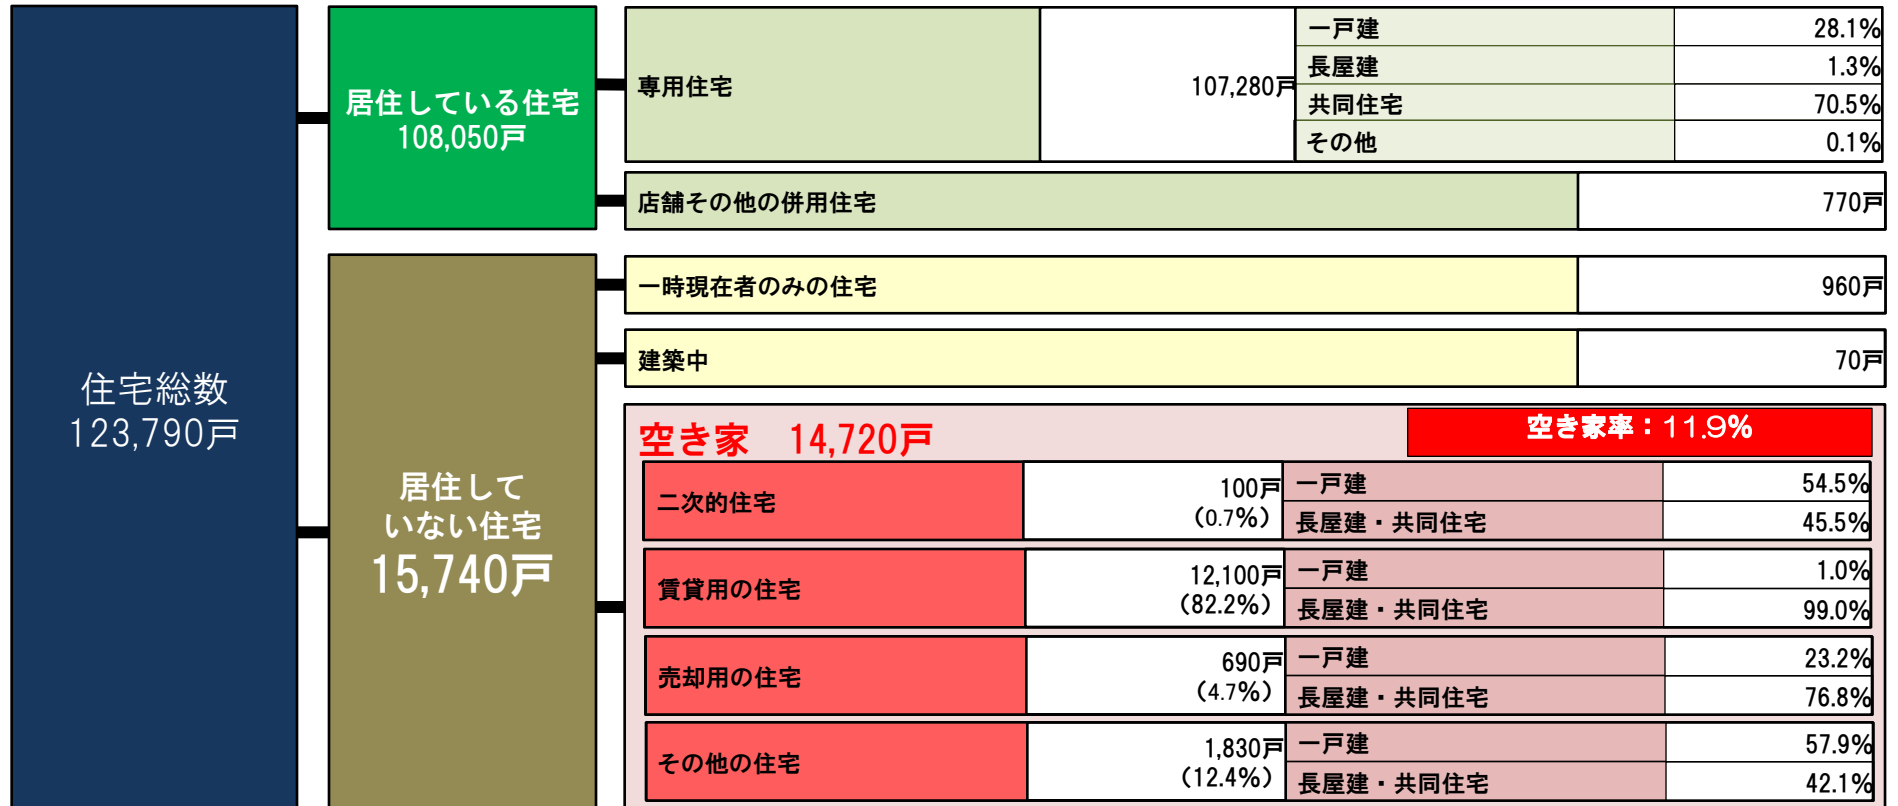 住宅総数
123,790戸
居住している住宅
108,050戸
専用住宅
107,280戸
一戸建
28.1%
長屋建
1.3%
共同住宅
70.5%
その他
0.1%
店舗その他の併用住宅
770戸
居住して
いない住宅
15,740戸
一時現在者のみの住宅
960戸
建築中
70戸
空き家　14,720戸
空き家率：11.9%
二次的住宅
100戸
(0.7%)
一戸建
54.5%
長屋建・共同住宅
45.5%
賃貸用の住宅
12,100戸
(82.2%)
一戸建
1.0%
長屋建・共同住宅
99.0%
売却用の住宅
690戸
(4.7%)
一戸建
23.2%
長屋建・共同住宅
76.8%
その他の住宅
1,830戸
(12.4%)
一戸建
57.9%
長屋建・共同住宅
42.1%